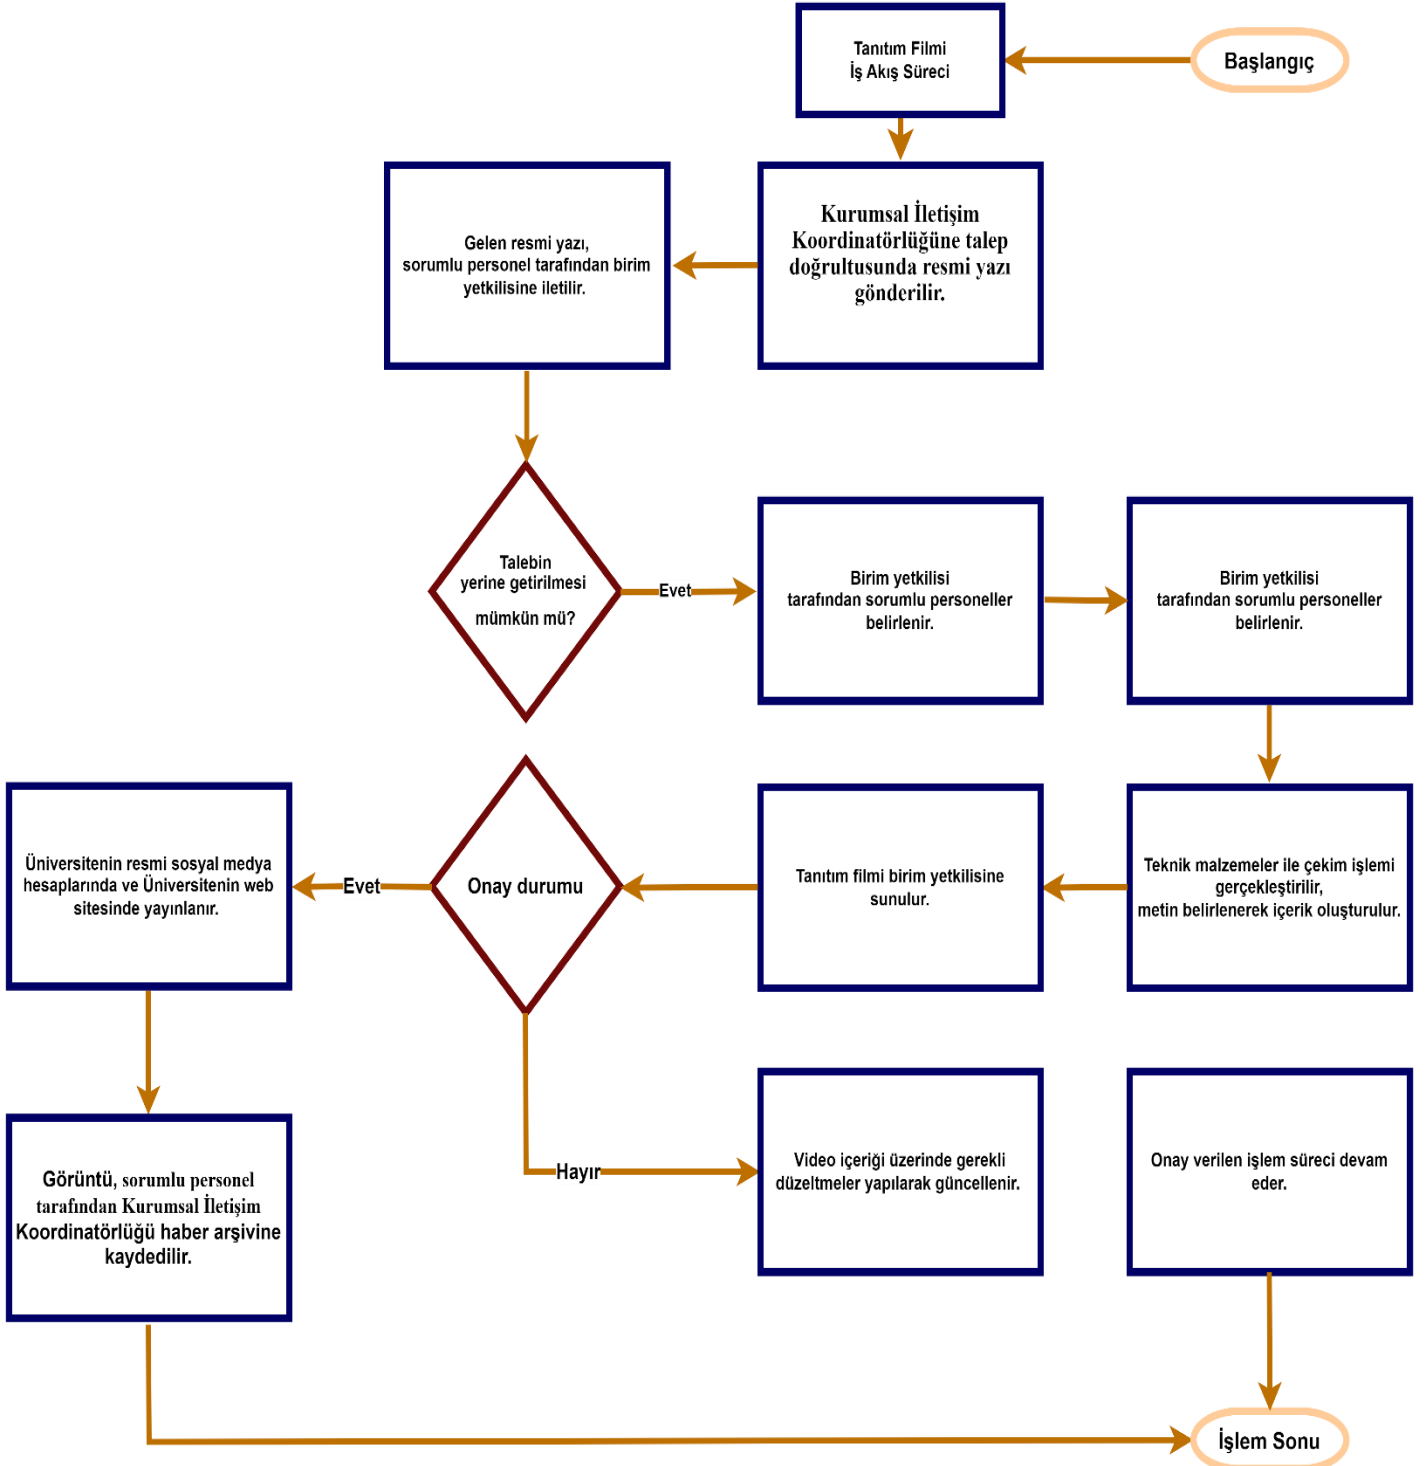 Başlangıç
Tanıtım Filmi
İş Akış Süreci
Kurumsal İletişim
Koordinatörlüğüne talep
doğrultusunda resmi yazı
gönderilir.
Gelen resmi yazı,
sorumlu personel tarafından birim
yetkilisine iletilir.
Talebin
yerine getirilmesi
mümkün mü?
Evet
Birim yetkilisi
tarafından sorumlu personeller
belirlenir.
Birim yetkilisi
tarafından sorumlu personeller
belirlenir.
Teknik malzemeler ile çekim işlemi
gerçekleştirilir,
metin belirlenerek içerik oluşturulur.
Tanıtım filmi birim yetkilisine
sunulur.
Onay durumu
Evet
Üniversitenin resmi sosyal medya
hesaplarında ve Üniversitenin web
sitesinde yayınlanır.
Görüntü, sorumlu personel
tarafından Kurumsal İletişim
Koordinatörlüğü haber arşivine
kaydedilir.
Hayır
Video içeriği üzerinde gerekli
düzeltmeler yapılarak güncellenir.
Onay verilen işlem süreci devam
eder.
İşlem Sonu